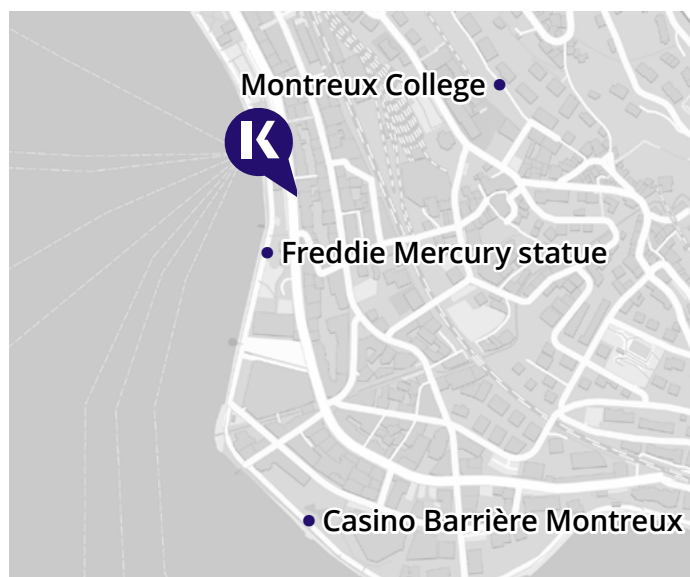 Montreux College
K
Freddie Mercury statue
Casino Barrière Montreux